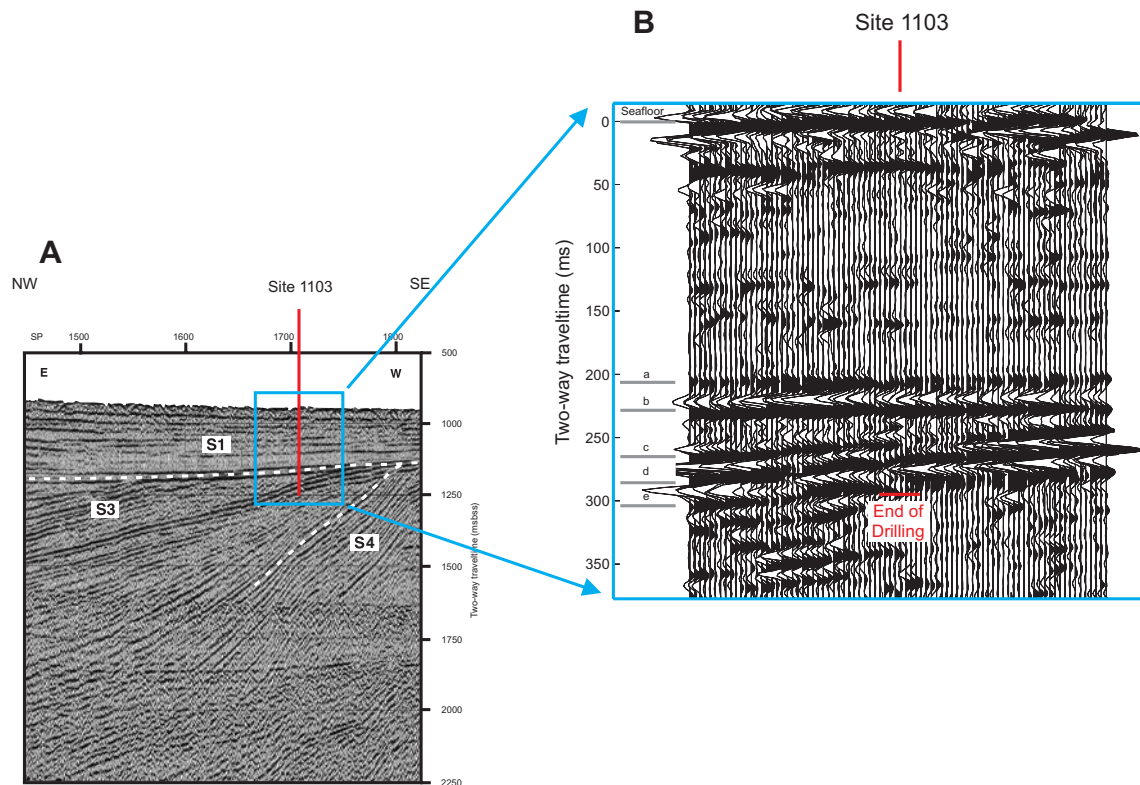 A
NW
SE
Site 1103
SP
1500
1600
1700
1800
E
W
500
1000
1250
1500
1750
2000
2250
Two-way traveltime (msbss)
S1
S3
S4
B
Site 1103
Seafloor
0
50
100
150
200
250
300
350
Two-way traveltime (ms)
a
b
c
d
e
End of
Drilling